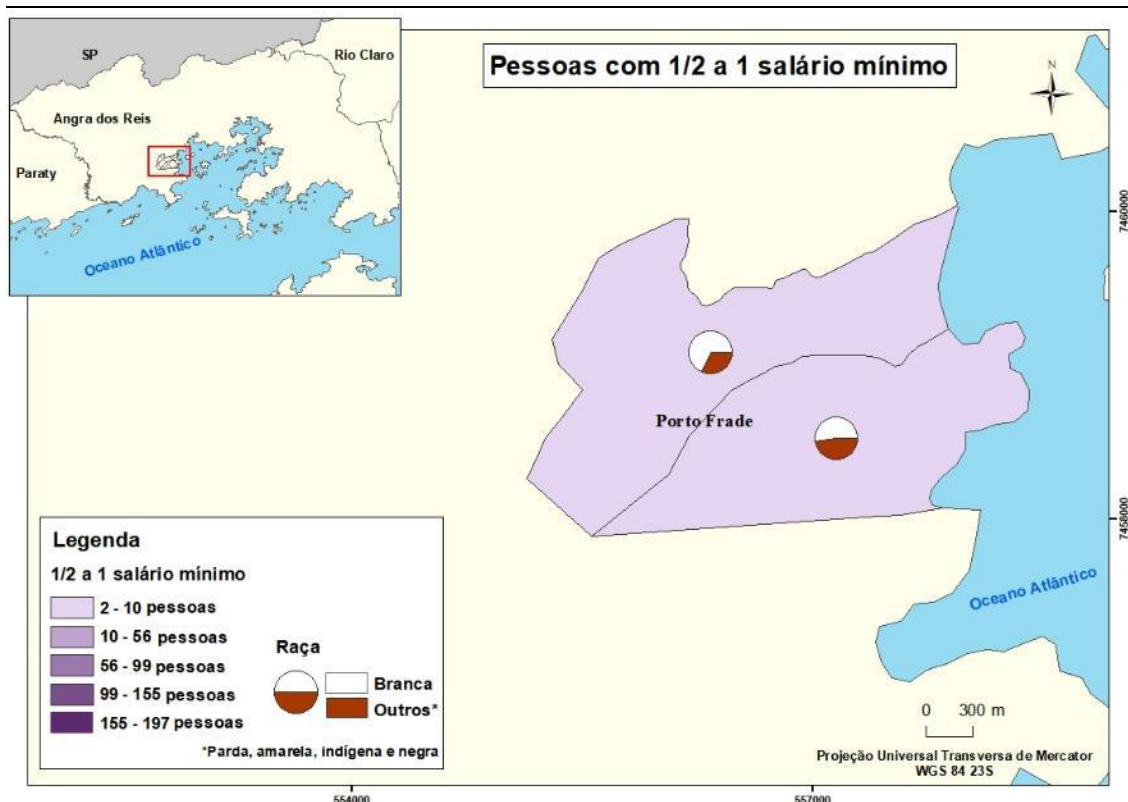 SP
Rio Claro
Angra dos Reis
Paraty
Oceano Atlântico
Pessoas com 1/2 a 1 salário mínimo
N
7460000
Porto Frade
7458000
Oceano Atlântico
Legenda
1/2 a 1 salário mínimo
2 - 10 pessoas
10 - 56 pessoas
56 - 99 pessoas
99 - 155 pessoas
155 - 197 pessoas
Raça
Branca
Outros*
*Parda, amarela, indígena e negra
0 300 m
Projeção Universal Transversa de Mercator
WGS 84 23S
554000
557000